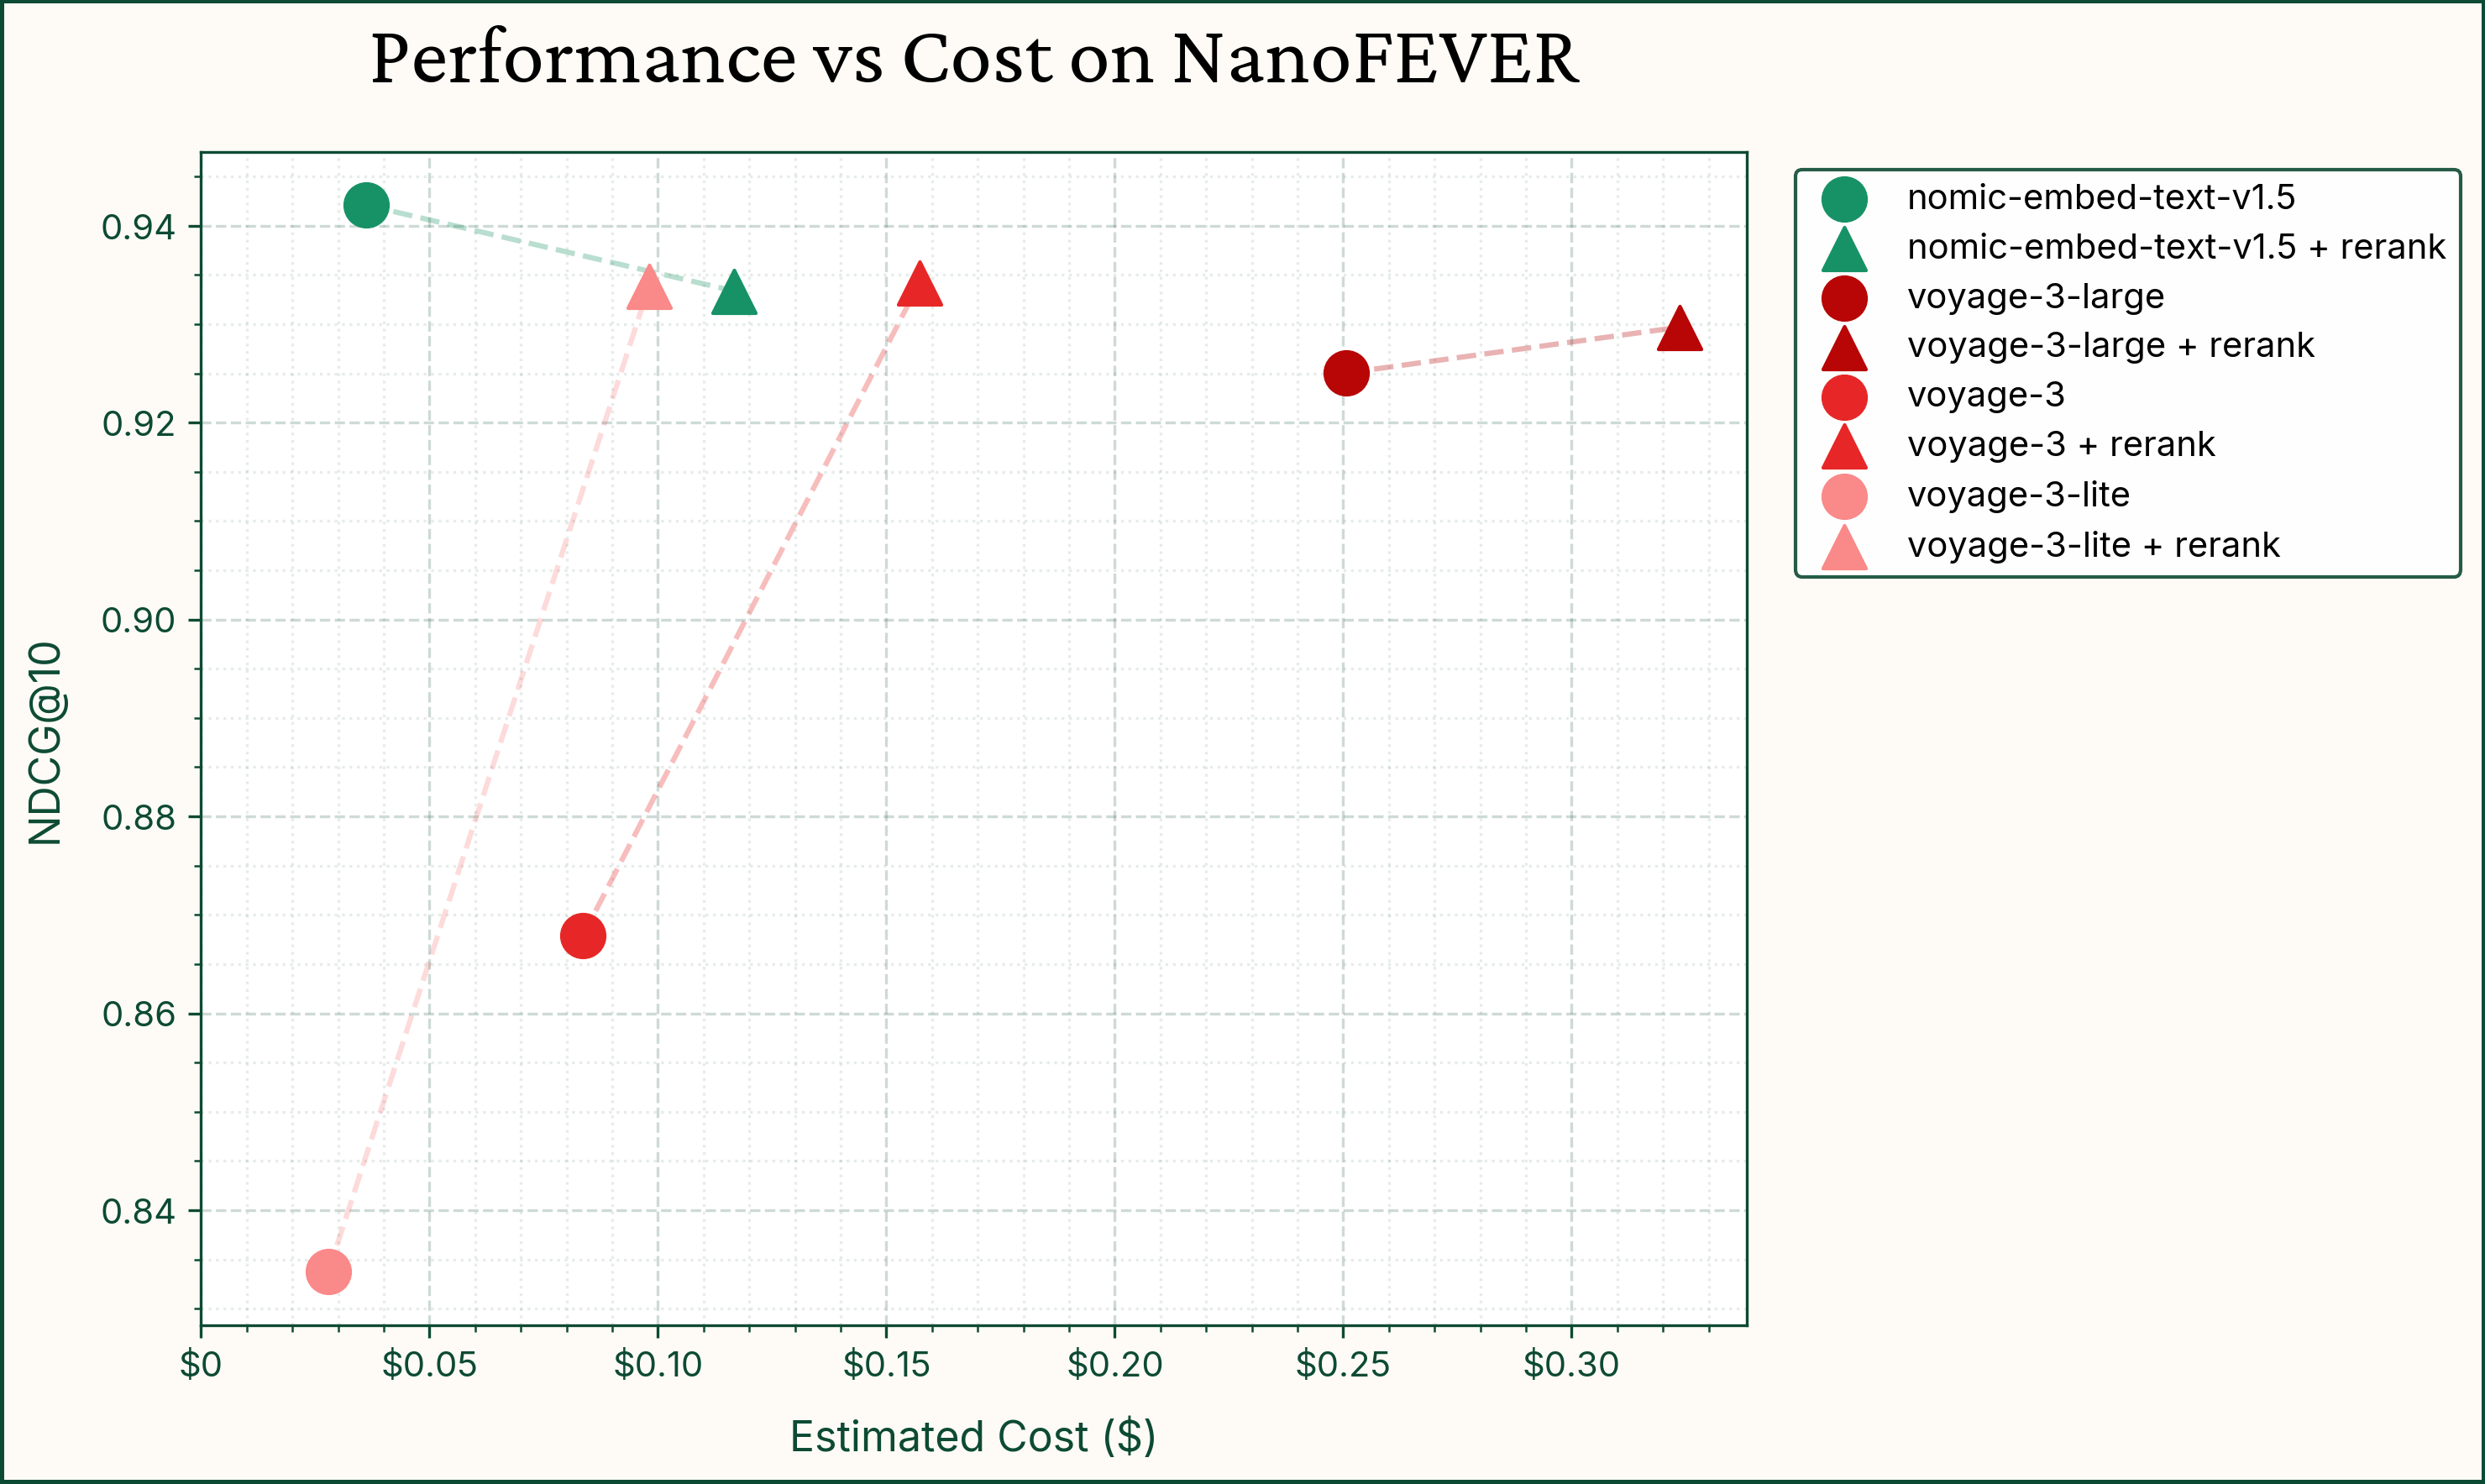 Performance vs Cost on NanoFEVER
NDCG@10
0.94
0.92
0.90
0.88
0.86
0.84
$0
$0.05
$0.10
$0.15
$0.20
$0.25
$0.30
Estimated Cost ($)
nomic-embed-text-v1.5
nomic-embed-text-v1.5 + rerank
voyage-3-large
voyage-3-large + rerank
voyage-3
voyage-3 + rerank
voyage-3-lite
voyage-3-lite + rerank